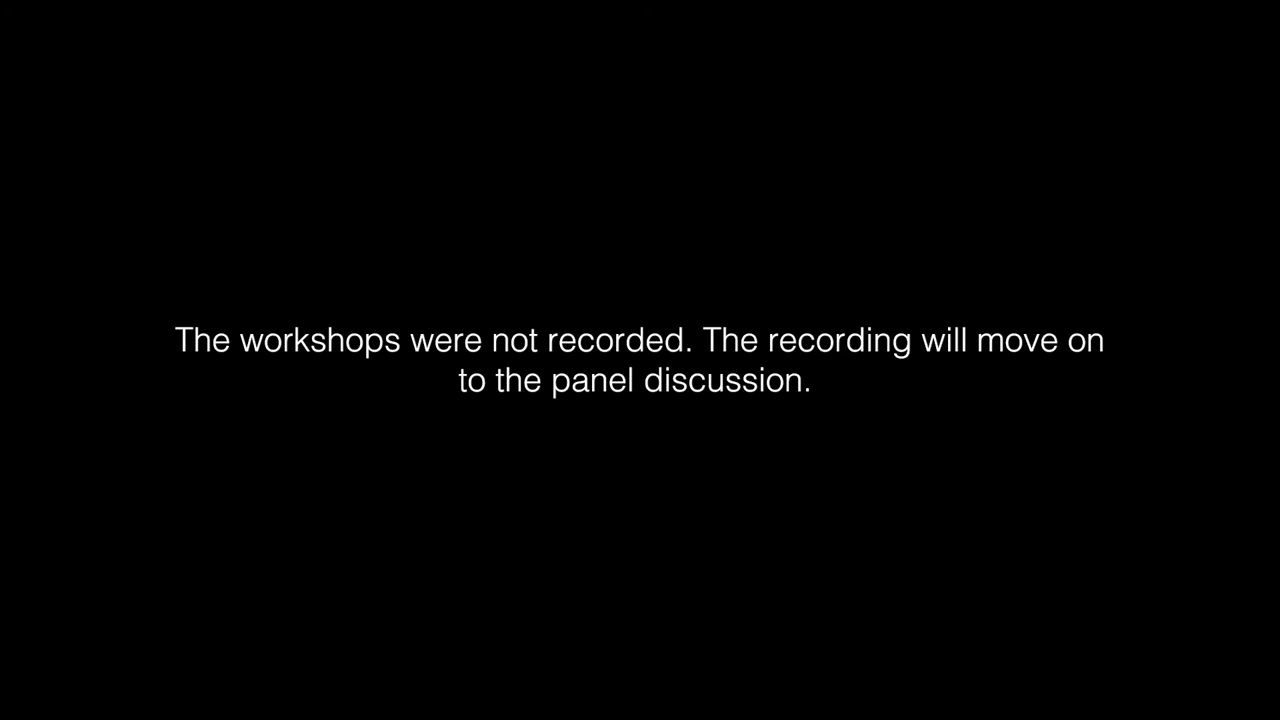 The workshops were not recorded. The recording will move on
to the panel discussion.